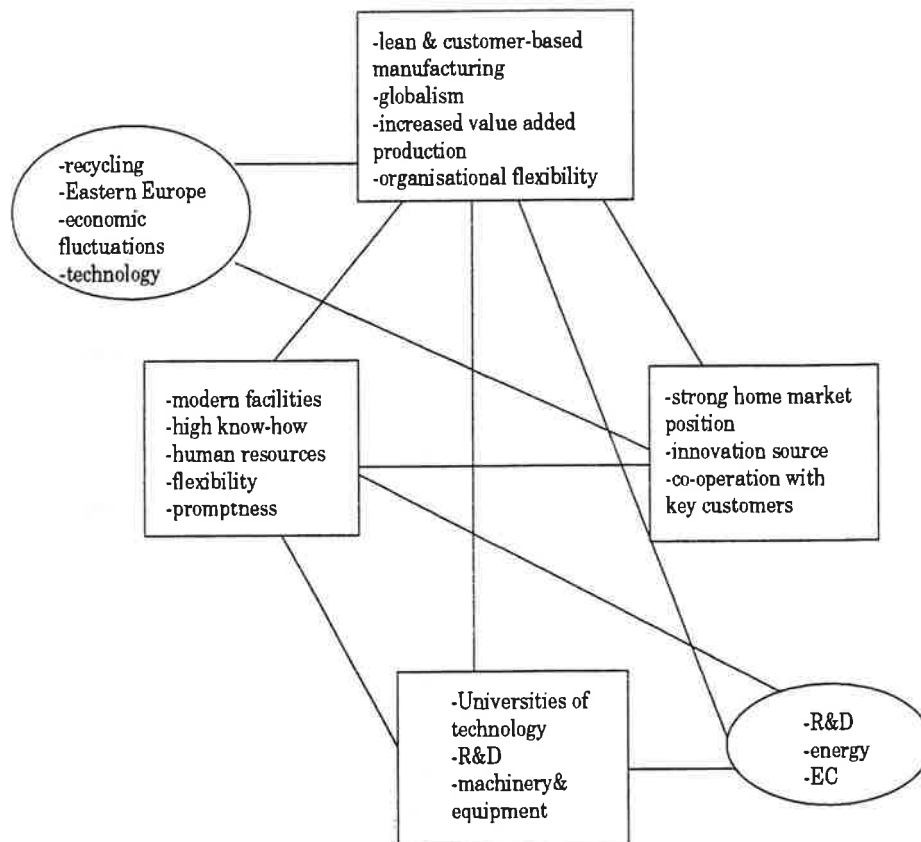 -lean & customer-based
manufacturing
-globalism
-increased value added
production
-organisational flexibility
-recycling
-Eastern Europe
-economic
fluctuations
-technology
-modern facilities
-high know-how
-human resources
-flexibility
-promptness
-strong home market
position
-innovation source
-co-operation with
key customers
-Universities of
technology
-R&D
-machinery&
equipment
-R&D
-energy
-EC